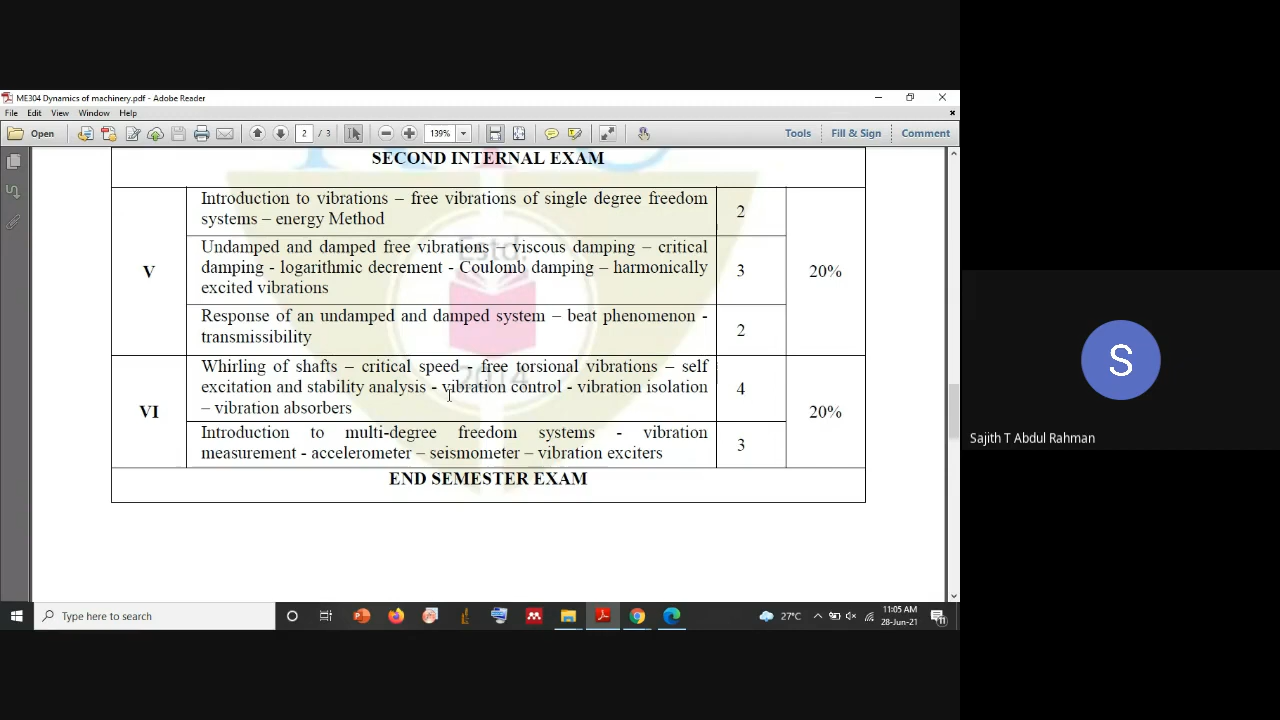 ME304 Dynamics of machinery.pdf - Adobe Reader
File Edit View Window Help
Open 2 / 3 139% Tools Fill & Sign Comment
SECOND INTERNAL EXAM
V
Introduction to vibrations – free vibrations of single degree freedom
systems – energy Method
2
Undamped and damped free vibrations – viscous damping – critical
damping - logarithmic decrement - Coulomb damping – harmonically
excited vibrations
3
Response of an undamped and damped system – beat phenomenon -
transmissibility
2
20%
VI
Whirling of shafts – critical speed - free torsional vibrations – self
excitation and stability analysis - vibration control - vibration isolation
– vibration absorbers
4
Introduction to multi-degree freedom systems - vibration
measurement - accelerometer – seismometer – vibration exciters
3
20%
END SEMESTER EXAM
Estd.
2014
S
Sajith T Abdul Rahman
Type here to search
27°C
11:05 AM
28-Jun-21